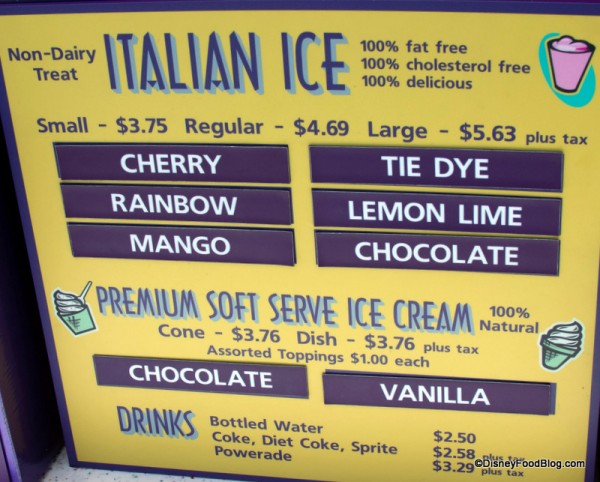 Non-Dairy Treat
ITALIAN ICE
100% fat free
100% cholesterol free
100% delicious
Small - $3.75 Regular - $4.69 Large - $5.63 plus tax
CHERRY
TIE DYE
RAINBOW
LEMON LIME
MANGO
CHOCOLATE
PREMIUM SOFT SERVE ICE CREAM
100% Natural
Cone - $3.76 Dish - $3.76 plus tax
Assorted Toppings $1.00 each
CHOCOLATE
VANILLA
DRINKS
Bottled Water $2.50
Coke, Diet Coke, Sprite $2.58 plus tax
Powerade $3.29 plus tax
©DisneyFoodBlog.com